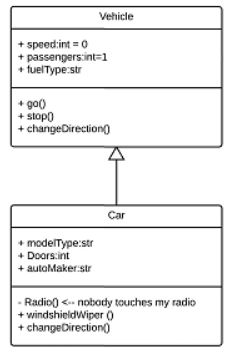 Vehicle
+ speed:int = 0
+ passengers:int=1
+ fuelType:str
+ go()
+ stop()
+ changeDirection()
Car
+ modelType:str
+ Doors:int
+ autoMaker:str
- Radio() <-- nobody touches my radio
+ windshieldWiper ()
+ changeDirection()